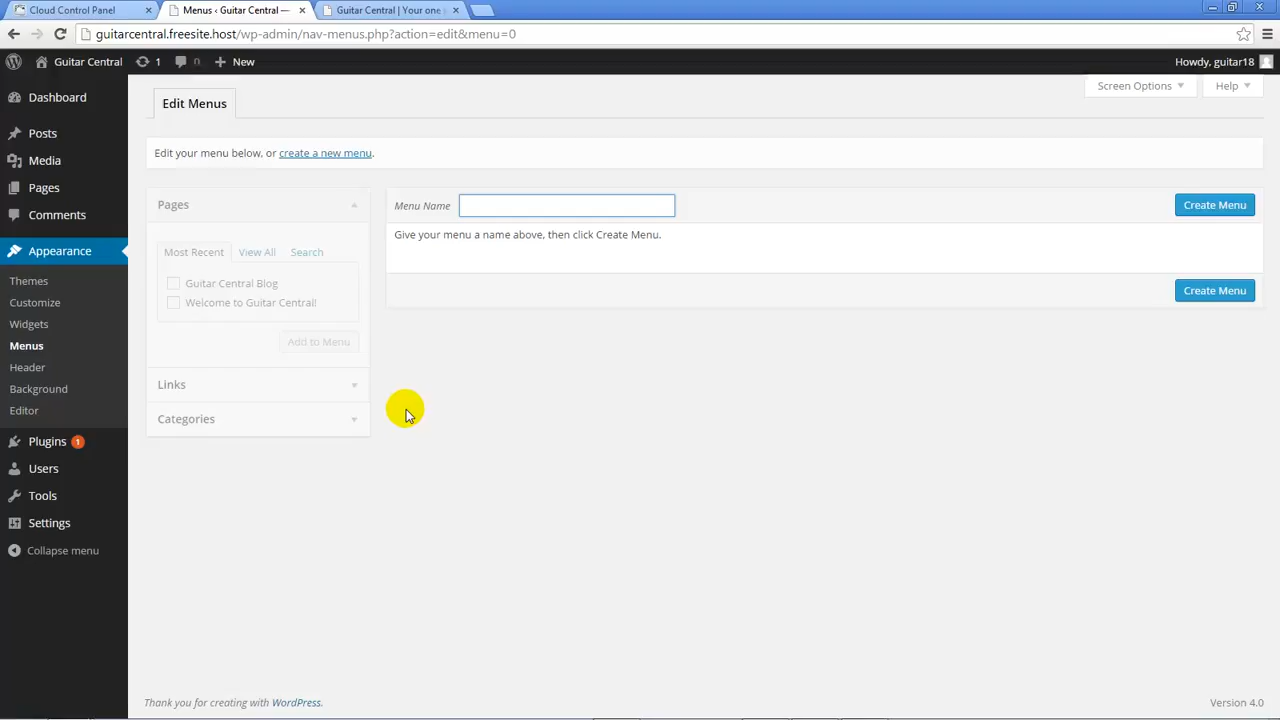 Cloud Control Panel
Menus ‹ Guitar Central —
Guitar Central | Your one s
guitarcentral.freesite.host/wp-admin/nav-menus.php?action=edit&menu=0
Guitar Central
1
0
New
Howdy, guitar18
Dashboard
Posts
Media
Pages
Comments
Appearance
Themes
Customize
Widgets
Menus
Header
Background
Editor
Plugins 1
Users
Tools
Settings
Collapse menu
Screen Options
Help
Edit Menus
Edit your menu below, or create a new menu.
Pages
Most Recent
View All
Search
Guitar Central Blog
Welcome to Guitar Central!
Add to Menu
Links
Categories
Menu Name
Create Menu
Give your menu a name above, then click Create Menu.
Create Menu
Thank you for creating with WordPress.
Version 4.0